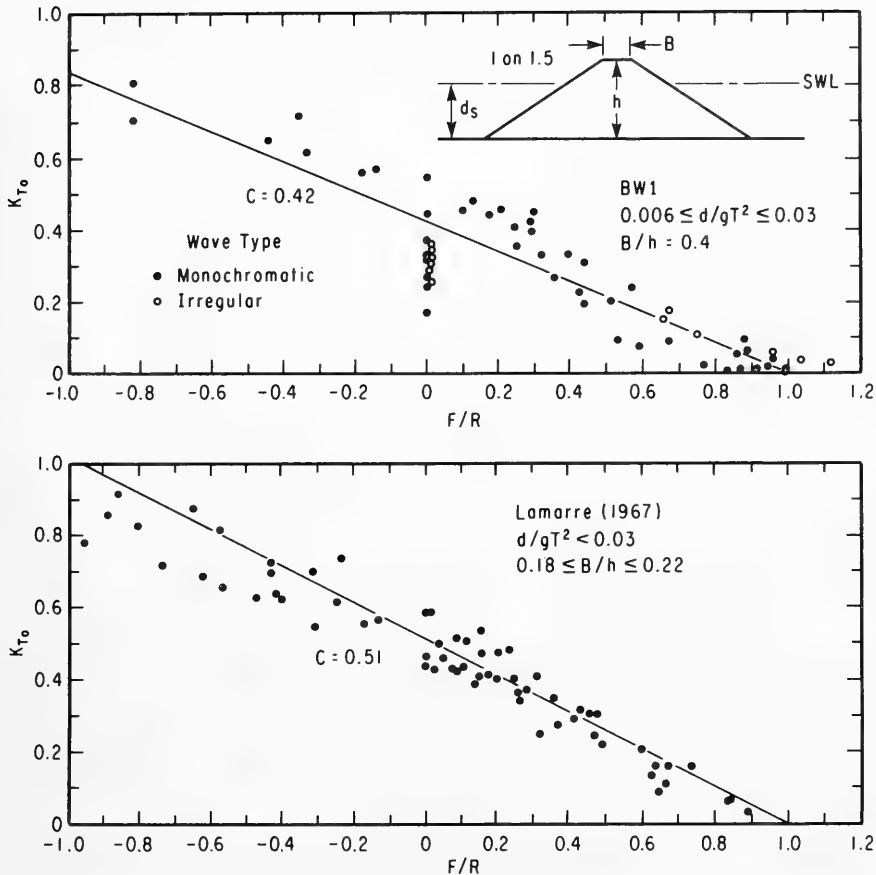 1.0
0.8
0.6
0.4
0.2
0
K_To
-1.0 -0.8 -0.6 -0.4 -0.2 0 0.2 0.4 0.6 0.8 1.0 1.2
F/R
C = 0.42
Wave Type
● Monochromatic
○ Irregular
1 on 1.5
B
SWL
h
d_s
BW1
0.006 ≤ d/gT² ≤ 0.03
B/h = 0.4
1.0
0.8
0.6
0.4
0.2
0
K_To
-1.0 -0.8 -0.6 -0.4 -0.2 0 0.2 0.4 0.6 0.8 1.0 1.2
F/R
C = 0.51
Lamarre (1967)
d/gT² < 0.03
0.18 ≤ B/h ≤ 0.22